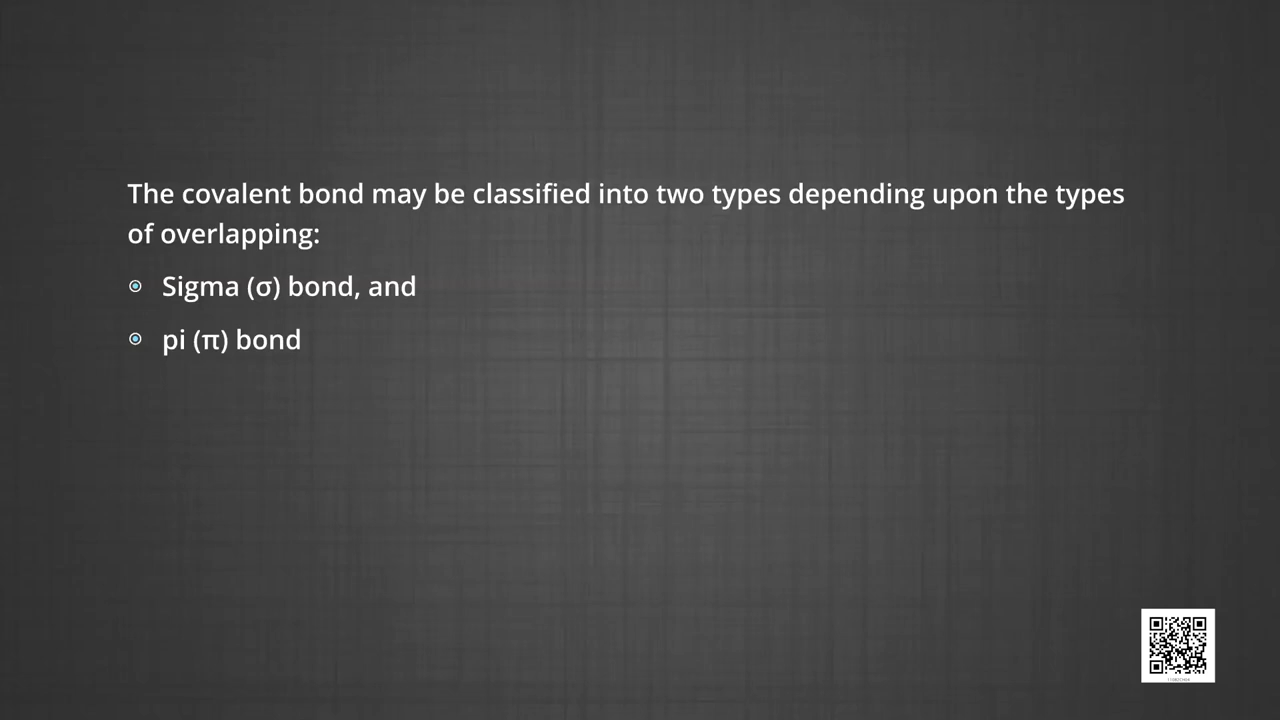 The covalent bond may be classified into two types depending upon the types
of overlapping:
Sigma (σ) bond, and
pi (π) bond